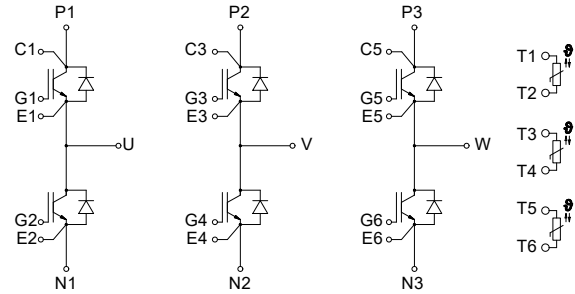 P1 P2 P3
C1 C3 C5
T1 ϑ
G1 G3 G5
T2
E1 E3 E5
T3 ϑ
U V W
T4
T5 ϑ
G2 G4 G6
E2 E4 E6
T6
N1 N2 N3